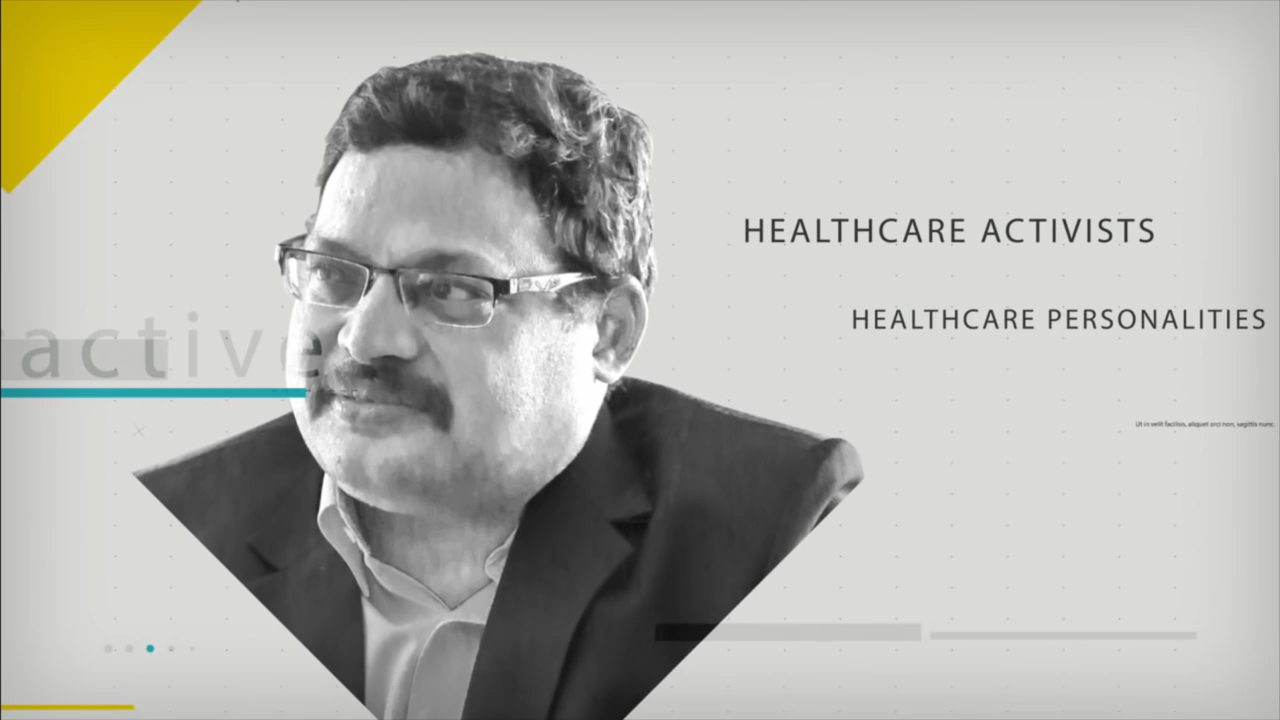 HEALTHCARE ACTIVISTS
HEALTHCARE PERSONALITIES
active
Ut in velit facilisis, aliquet orci non, sagittis nunc.